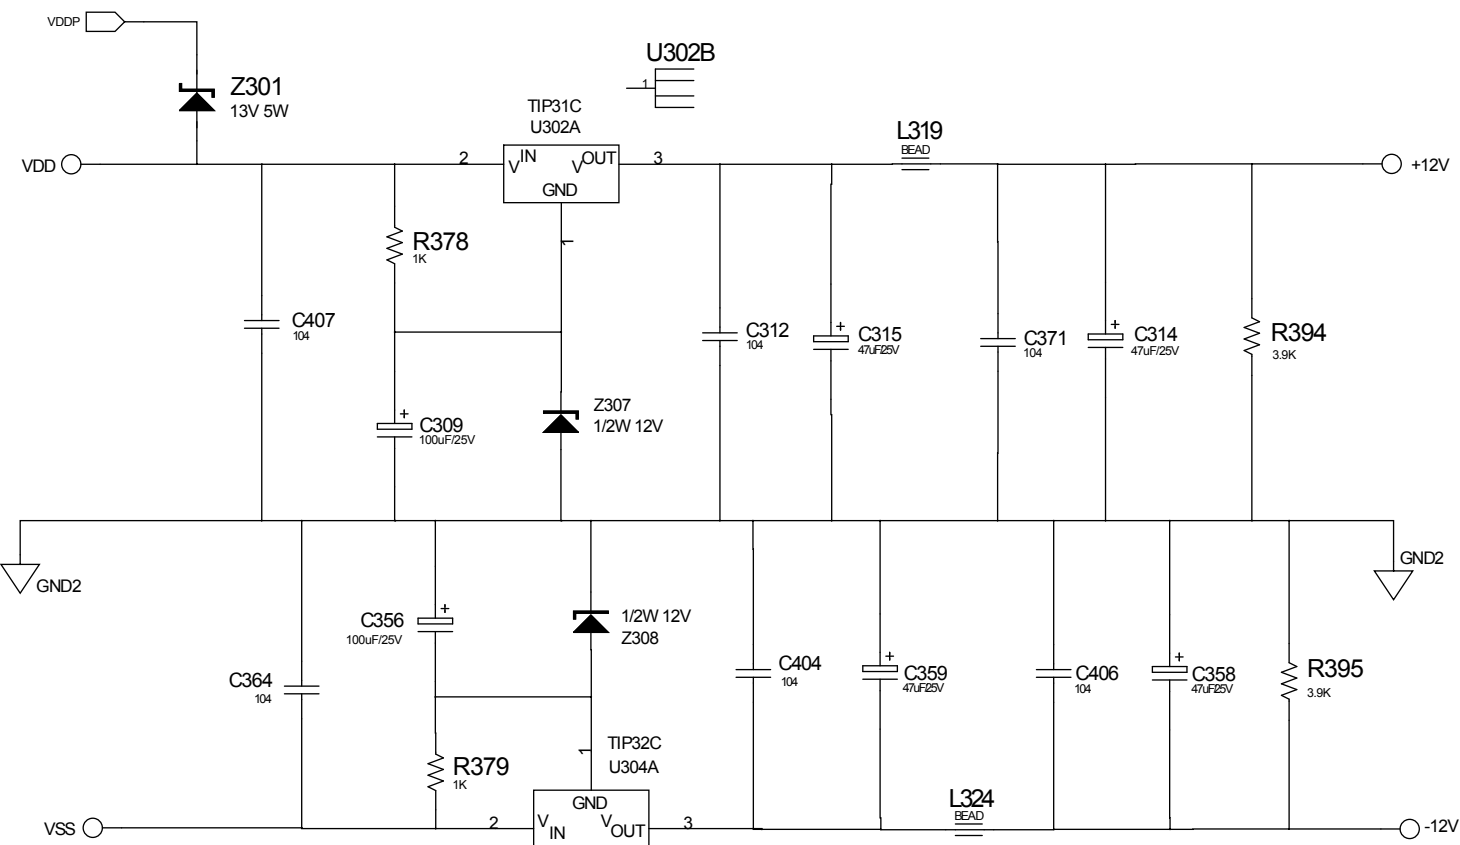 VDDP
Z301
13V 5W
U302B
1
TIP31C
U302A
L319
BEAD
VDD
2
VIN
VOUT
GND
3
+12V
1
R378
1K
C407
104
C312
104
C315
47uF/25V
C371
104
C314
47uF/25V
R394
3.9K
C309
100uF/25V
Z307
1/2W 12V
GND2
GND2
C356
100uF/25V
1/2W 12V
Z308
C364
104
C404
104
C359
47uF/25V
C406
104
C358
47uF/25V
R395
3.9K
1
TIP32C
U304A
R379
1K
L324
BEAD
VSS
2
GND
VIN
VOUT
3
-12V